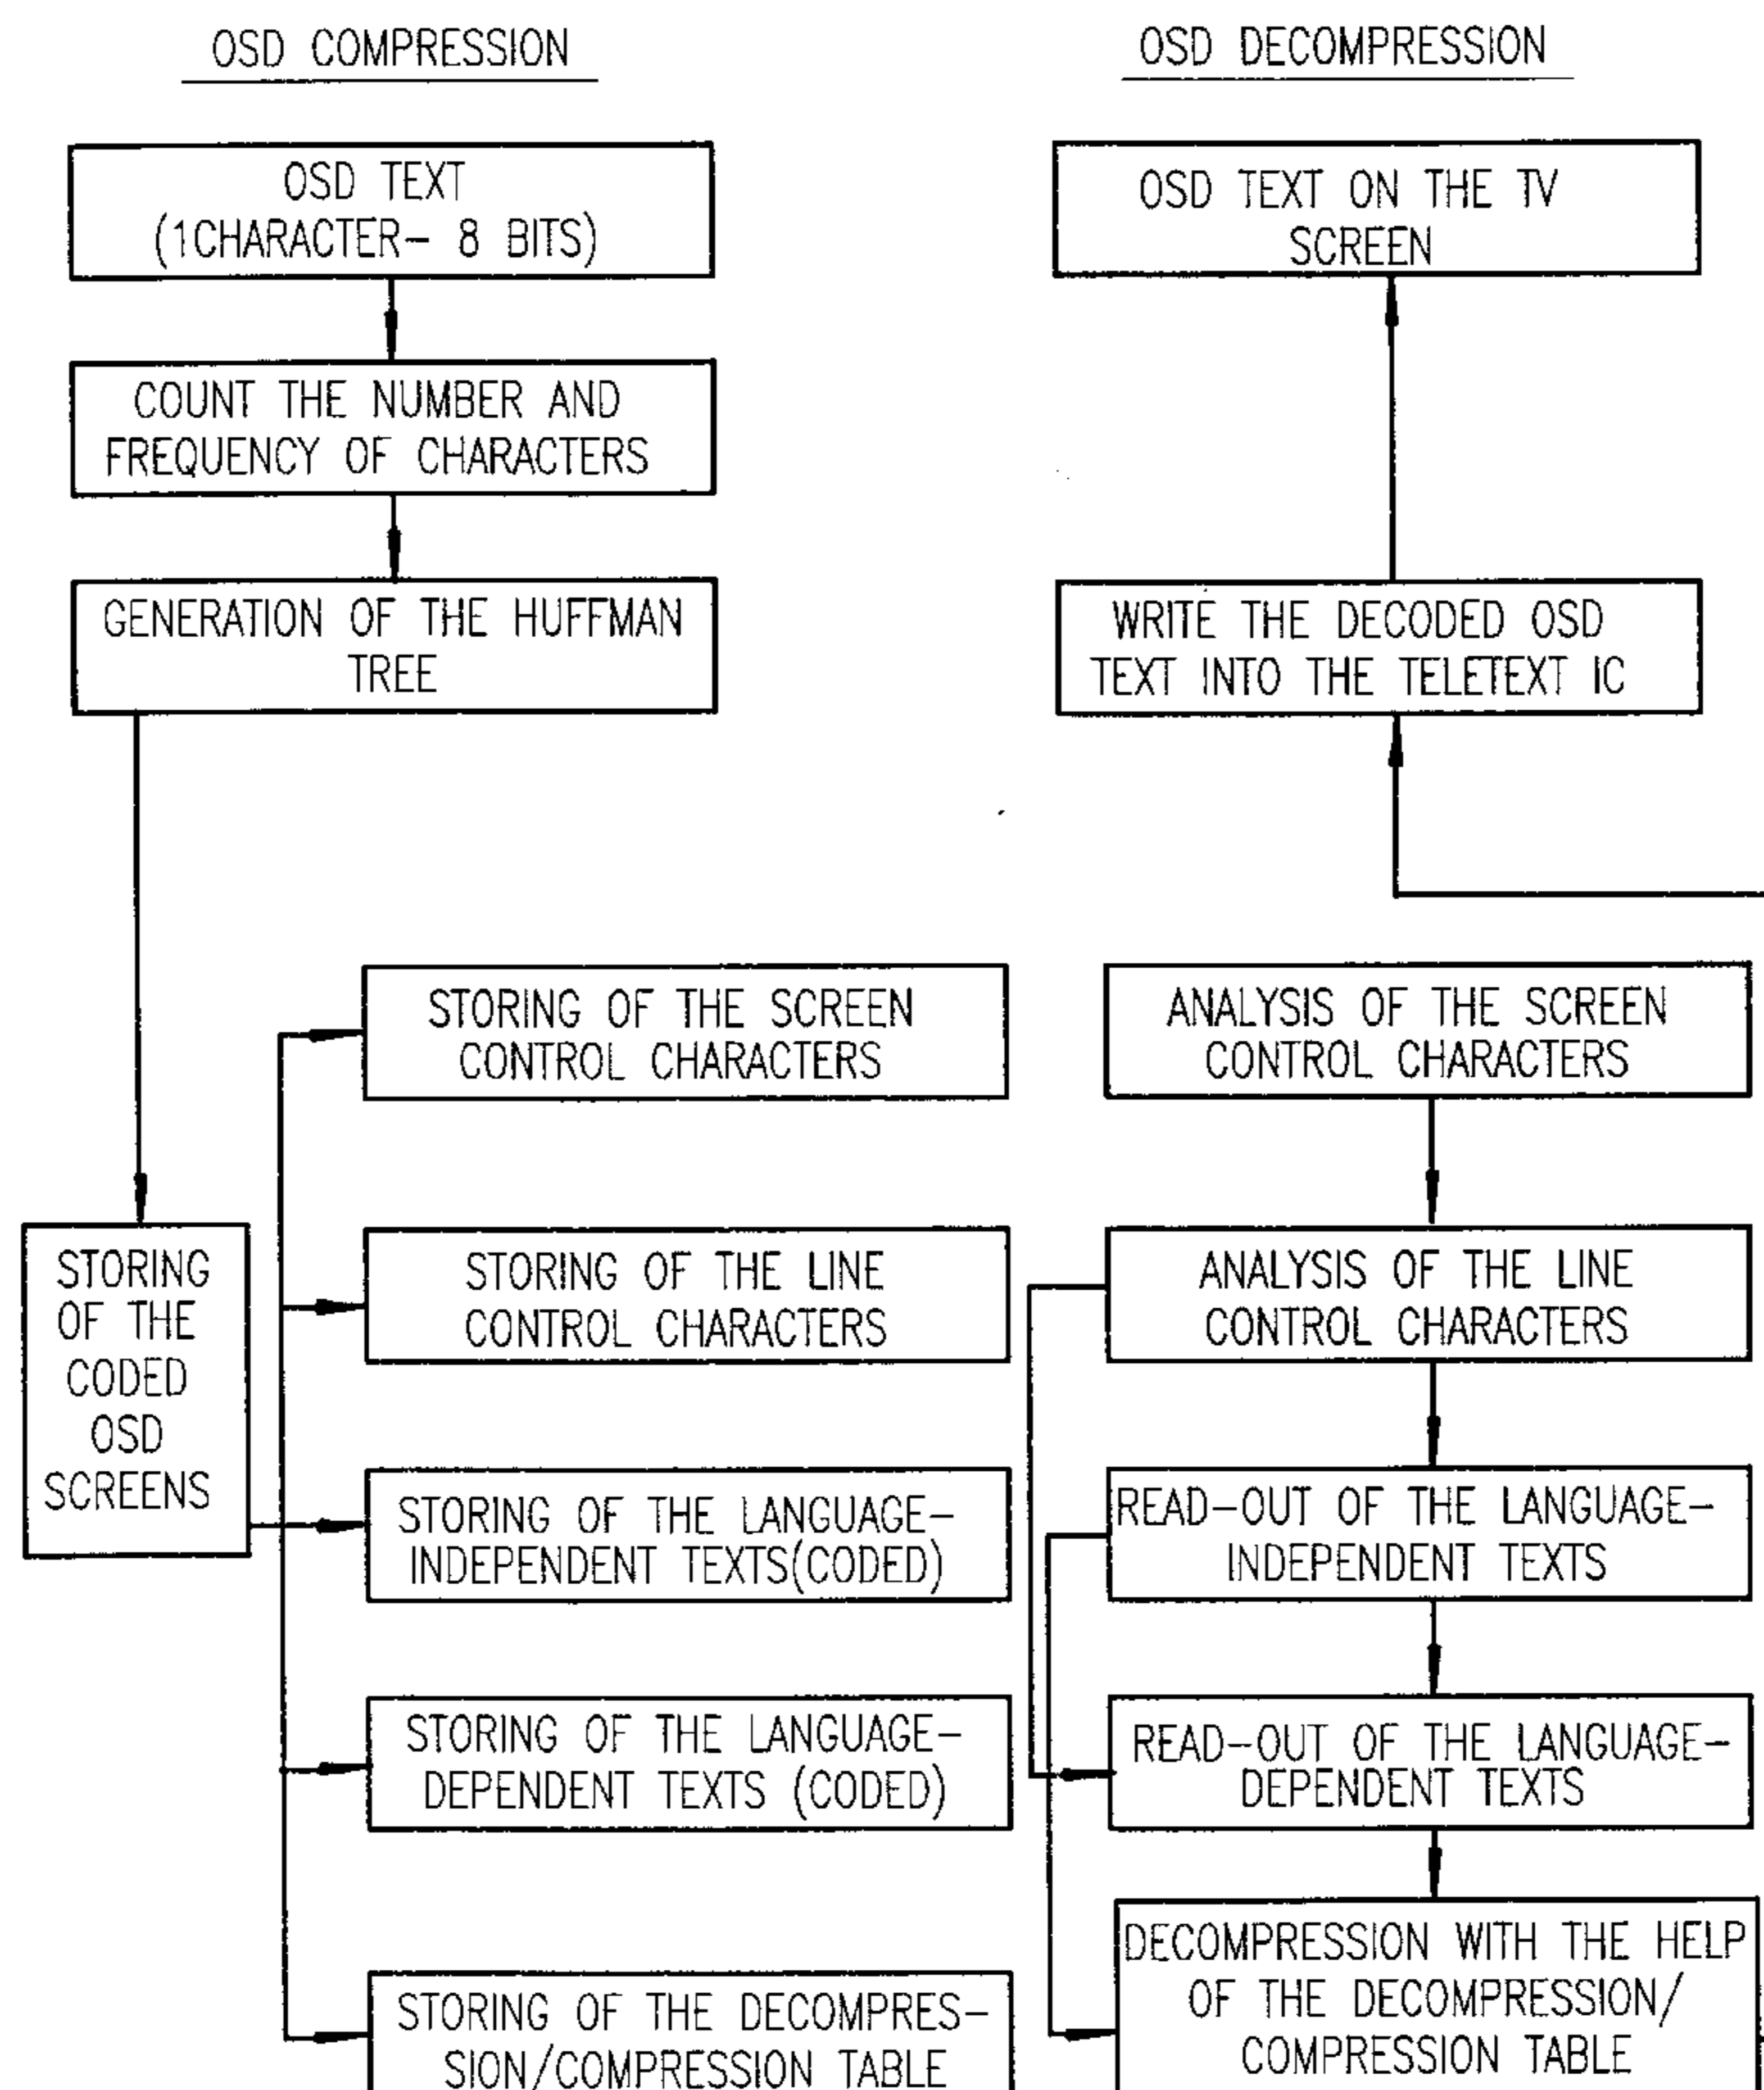 OSD COMPRESSION
OSD TEXT
(1CHARACTER- 8 BITS)
COUNT THE NUMBER AND
FREQUENCY OF CHARACTERS
GENERATION OF THE HUFFMAN
TREE
STORING
OF THE
CODED
OSD
SCREENS
STORING OF THE SCREEN
CONTROL CHARACTERS
STORING OF THE LINE
CONTROL CHARACTERS
STORING OF THE LANGUAGE-
INDEPENDENT TEXTS(CODED)
STORING OF THE LANGUAGE-
DEPENDENT TEXTS (CODED)
STORING OF THE DECOMPRES-
SION/COMPRESSION TABLE
OSD DECOMPRESSION
OSD TEXT ON THE TV
SCREEN
WRITE THE DECODED OSD
TEXT INTO THE TELETEXT IC
ANALYSIS OF THE SCREEN
CONTROL CHARACTERS
ANALYSIS OF THE LINE
CONTROL CHARACTERS
READ-OUT OF THE LANGUAGE-
INDEPENDENT TEXTS
READ-OUT OF THE LANGUAGE-
DEPENDENT TEXTS
DECOMPRESSION WITH THE HELP
OF THE DECOMPRESSION/
COMPRESSION TABLE